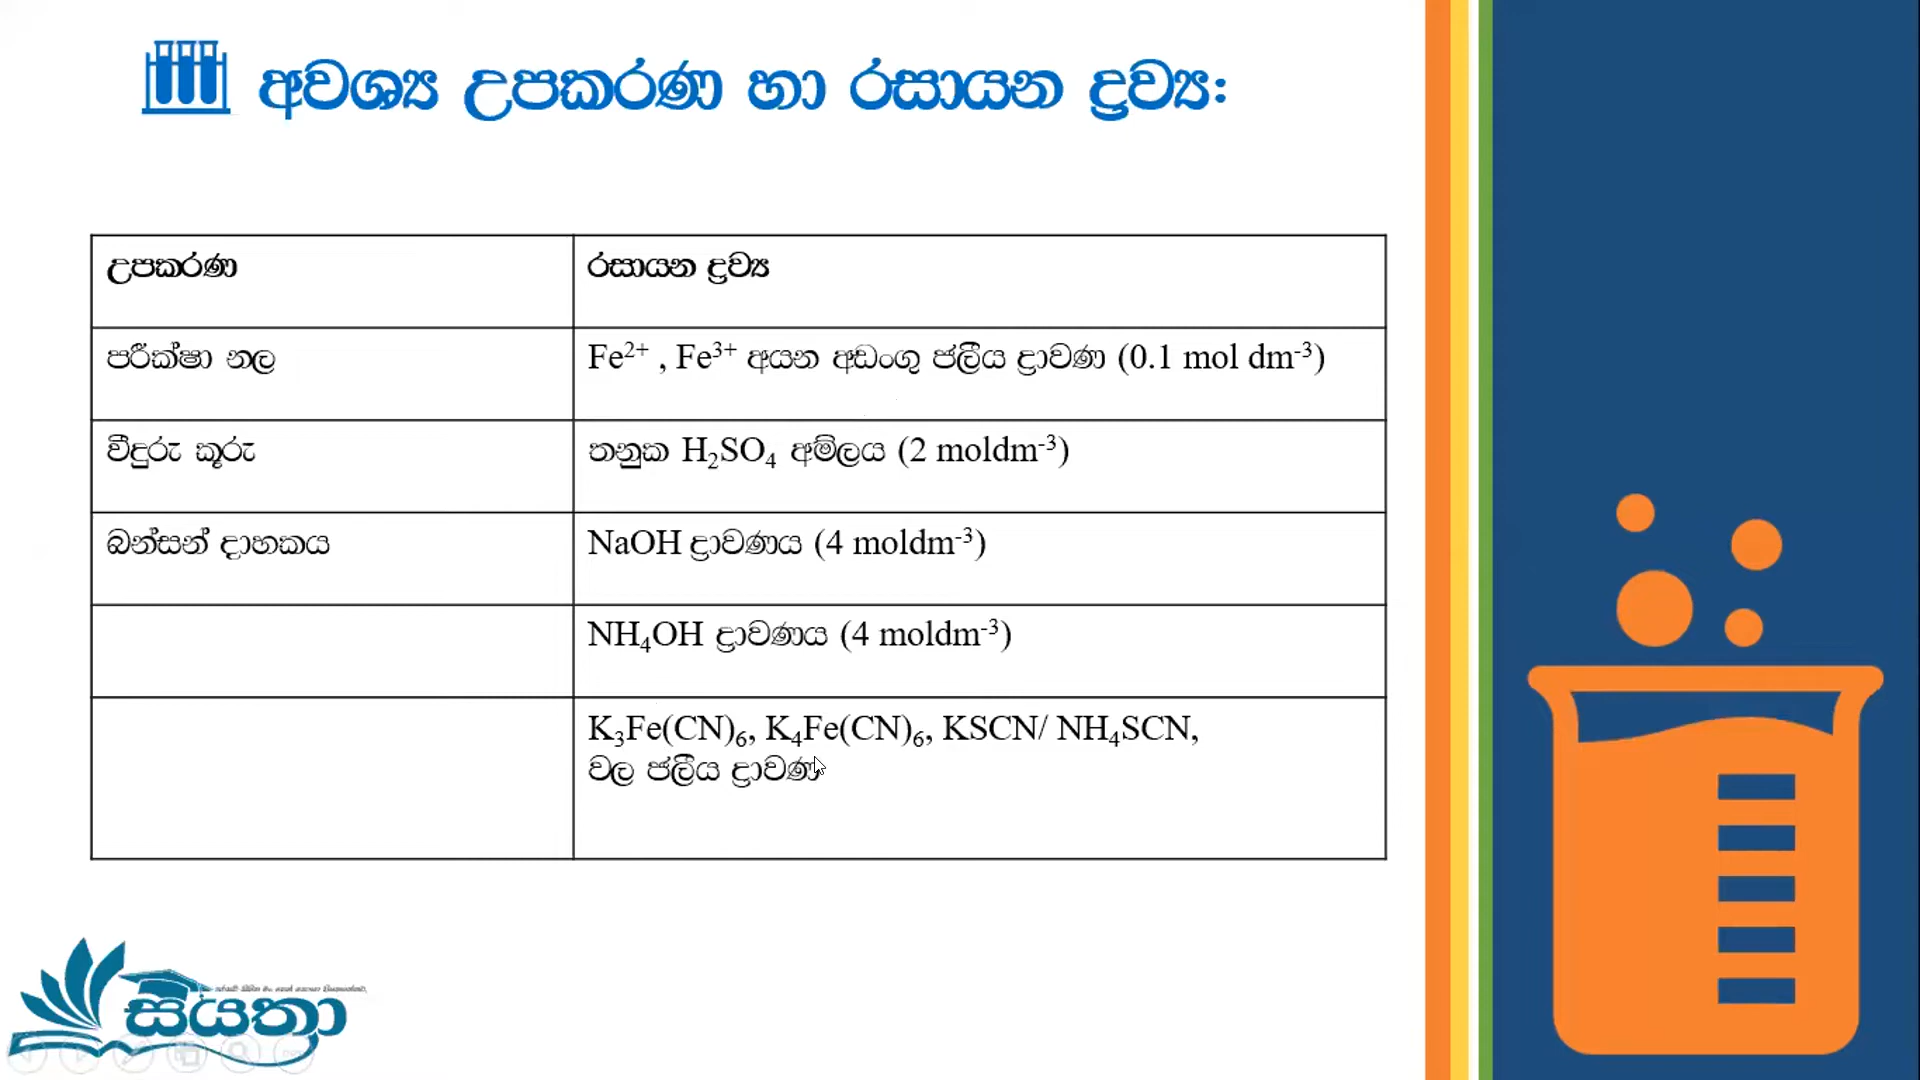 අවශ්‍ය උපකරණ හා රසායන ද්‍රව්‍ය:
උපකරණ
රසායන ද්‍රව්‍ය
පරීක්ෂා නල
Fe²⁺ , Fe³⁺ අයන අඩංගු ජලීය ද්‍රාවණ (0.1 mol dm⁻³)
වීදුරු කූරු
තනුක H₂SO₄ අම්ලය (2 moldm⁻³)
බන්සන් දාහකය
NaOH ද්‍රාවණය (4 moldm⁻³)
NH₄OH ද්‍රාවණය (4 moldm⁻³)
K₃Fe(CN)₆, K₄Fe(CN)₆, KSCN/ NH₄SCN,
වල ජලීය ද්‍රාවණ
සියත්‍රා